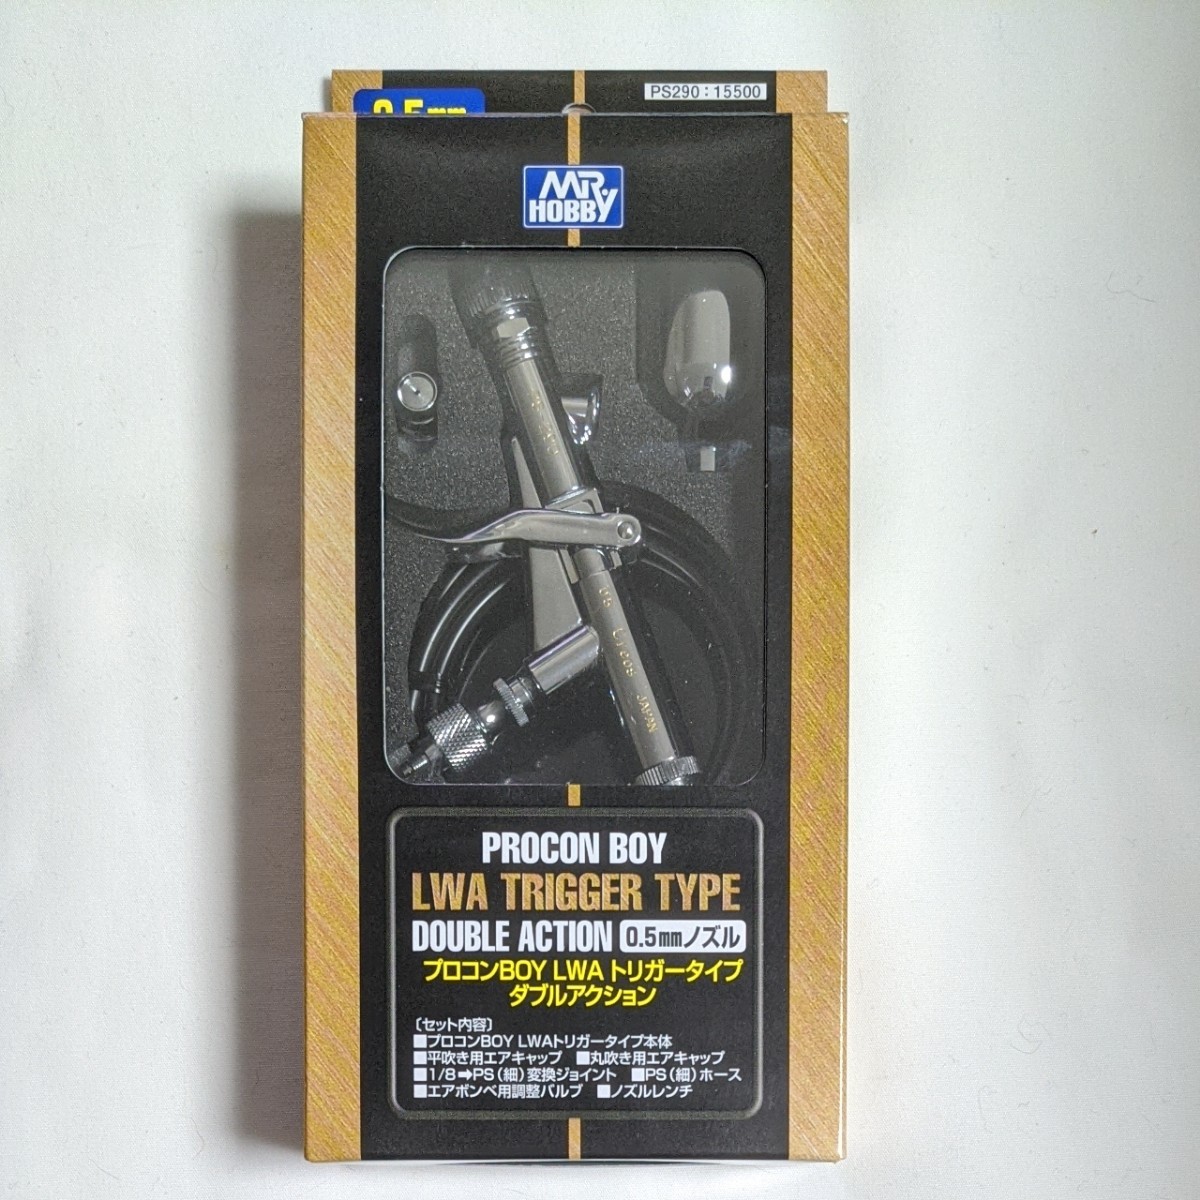 PS290：15500
0.5mm
MR.
HOBBY
0.5 Creos JAPAN
PROCON BOY
LWA TRIGGER TYPE
DOUBLE ACTION 0.5mmノズル
プロコンBOY LWA トリガータイプ
ダブルアクション
〔セット内容〕
■プロコンBOY LWAトリガータイプ本体
■平吹き用エアキャップ ■丸吹き用エアキャップ
■1/8➡PS（細）変換ジョイント ■PS（細）ホース
■エアボンベ用調整バルブ ■ノズルレンチ